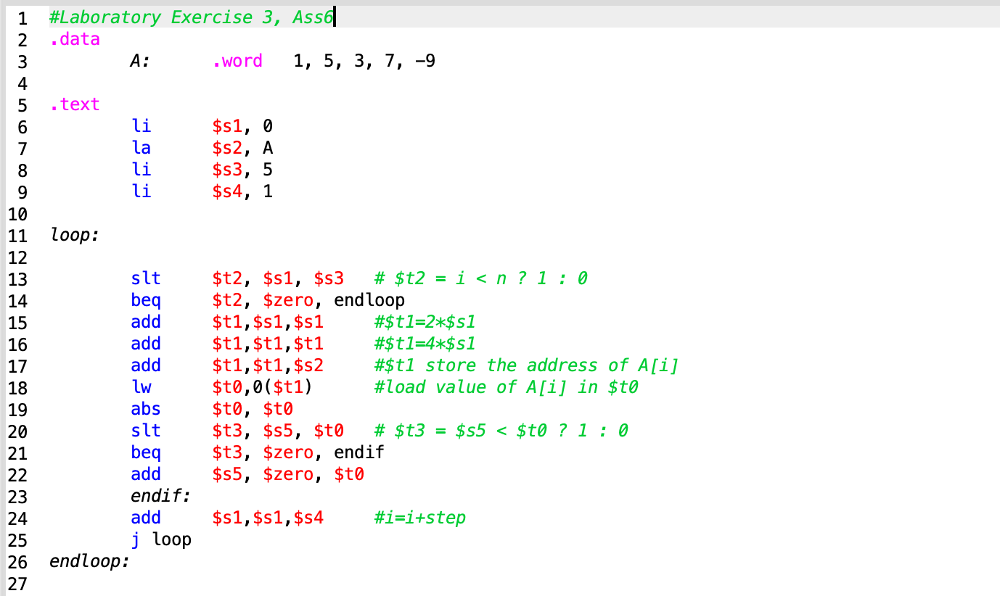 1 #Laboratory Exercise 3, Ass6
2 .data
3 A: .word 1, 5, 3, 7, -9
4
5 .text
6 li $s1, 0
7 la $s2, A
8 li $s3, 5
9 li $s4, 1
10
11 loop:
12
13 slt $t2, $s1, $s3 # $t2 = i < n ? 1 : 0
14 beq $t2, $zero, endloop
15 add $t1,$s1,$s1 #$t1=2*$s1
16 add $t1,$t1,$t1 #$t1=4*$s1
17 add $t1,$t1,$s2 #$t1 store the address of A[i]
18 lw $t0,0($t1) #load value of A[i] in $t0
19 abs $t0, $t0
20 slt $t3, $s5, $t0 # $t3 = $s5 < $t0 ? 1 : 0
21 beq $t3, $zero, endif
22 add $s5, $zero, $t0
23 endif:
24 add $s1,$s1,$s4 #i=i+step
25 j loop
26 endloop:
27